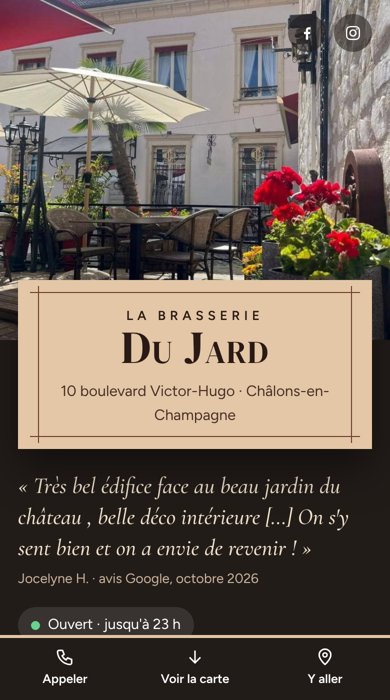 LA BRASSERIE
DU JARD
10 boulevard Victor-Hugo · Châlons-en-
Champagne
« Très bel édifice face au beau jardin du
château , belle déco intérieure [...] On s'y
sent bien et on a envie de revenir ! »
Jocelyne H. · avis Google, octobre 2026
Ouvert · jusqu'à 23 h
Appeler
Voir la carte
Y aller